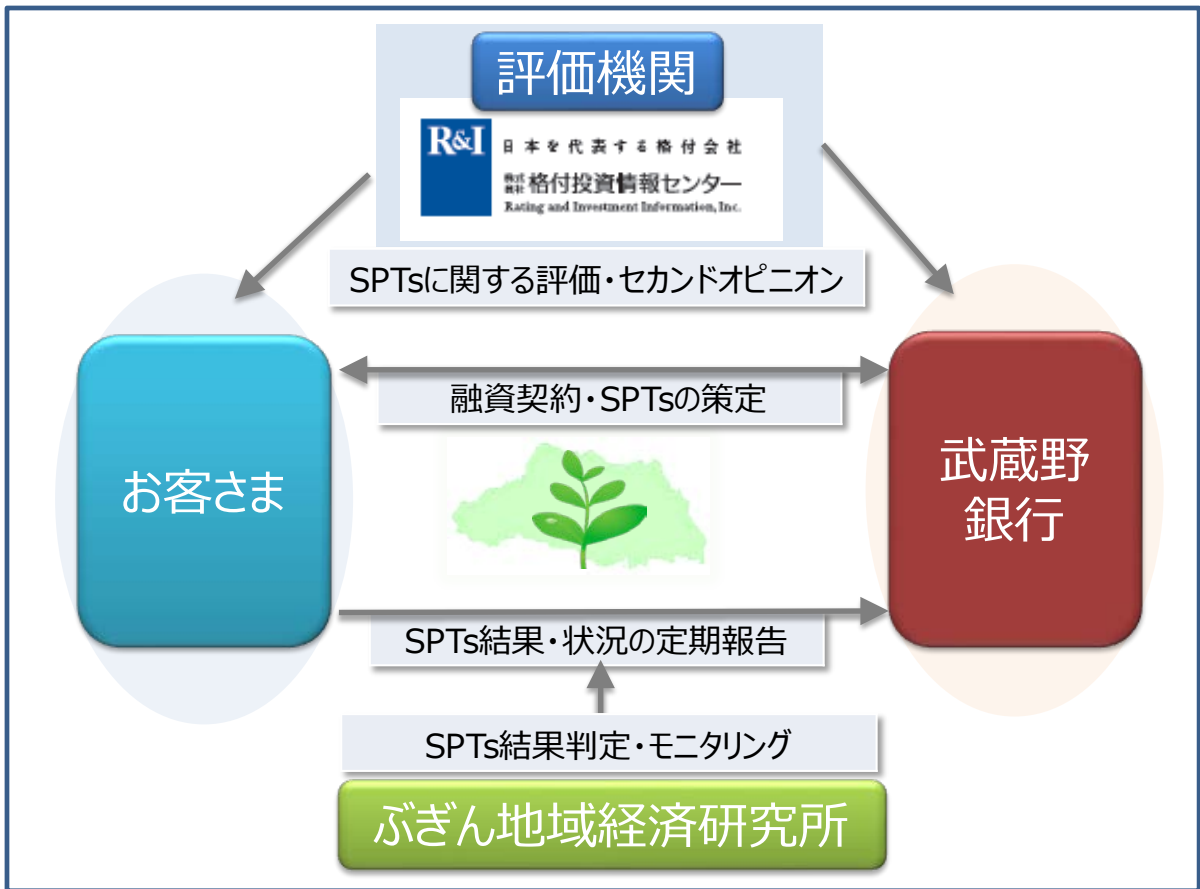 評価機関
R&I 日本を代表する格付会社
株式会社 格付投資情報センター
Rating and Investment Information, Inc.
SPTsに関する評価・セカンドオピニオン
融資契約・SPTsの策定
お客さま
武蔵野
銀行
SPTs結果・状況の定期報告
SPTs結果判定・モニタリング
ぶぎん地域経済研究所